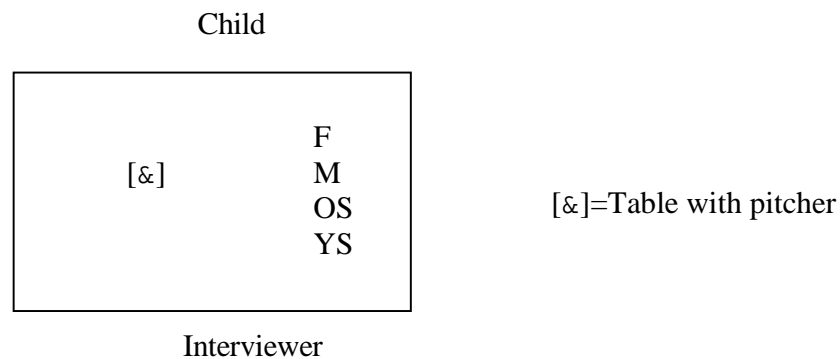 Child
F
[&] M
OS
[&]=Table with pitcher
YS
Interviewer